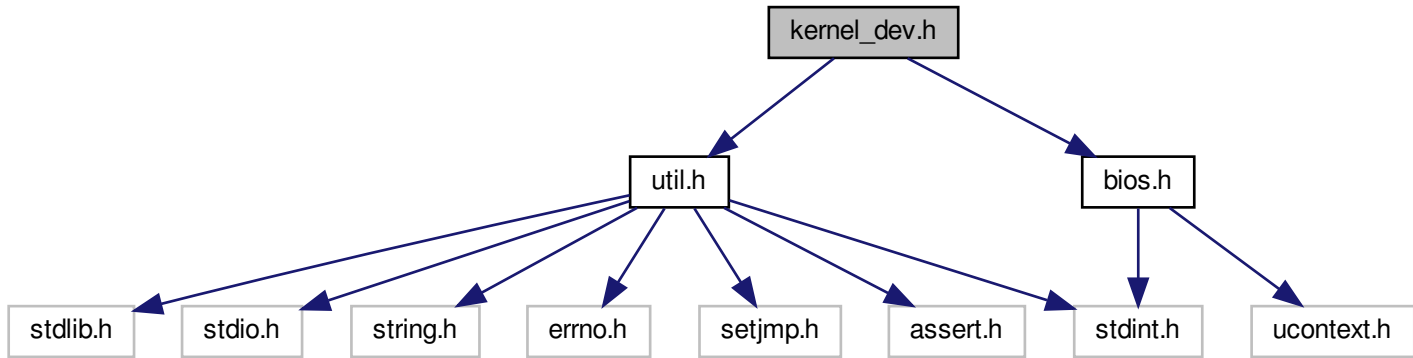 kernel_dev.h
util.h
bios.h
stdlib.h
stdio.h
string.h
errno.h
setjmp.h
assert.h
stdint.h
ucontext.h